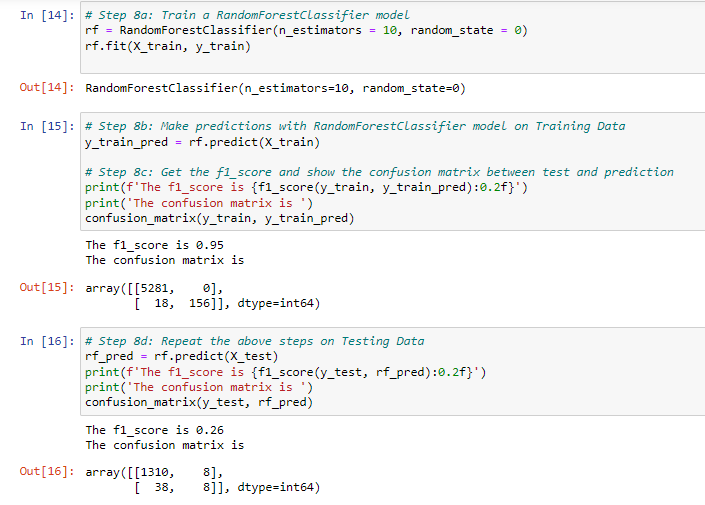 In [14]: # Step 8a: Train a RandomForestClassifier model
rf = RandomForestClassifier(n_estimators = 10, random_state = 0)
rf.fit(X_train, y_train)
Out[14]: RandomForestClassifier(n_estimators=10, random_state=0)
In [15]: # Step 8b: Make predictions with RandomForestClassifier model on Training Data
y_train_pred = rf.predict(X_train)
# Step 8c: Get the f1_score and show the confusion matrix between test and prediction
print(f'The f1_score is {f1_score(y_train, y_train_pred):0.2f}')
print('The confusion matrix is ')
confusion_matrix(y_train, y_train_pred)
The f1_score is 0.95
The confusion matrix is
Out[15]: array([[5281,    0],
       [  18,  156]], dtype=int64)
In [16]: # Step 8d: Repeat the above steps on Testing Data
rf_pred = rf.predict(X_test)
print(f'The f1_score is {f1_score(y_test, rf_pred):0.2f}')
print('The confusion matrix is ')
confusion_matrix(y_test, rf_pred)
The f1_score is 0.26
The confusion matrix is
Out[16]: array([[1310,    8],
       [  38,    8]], dtype=int64)